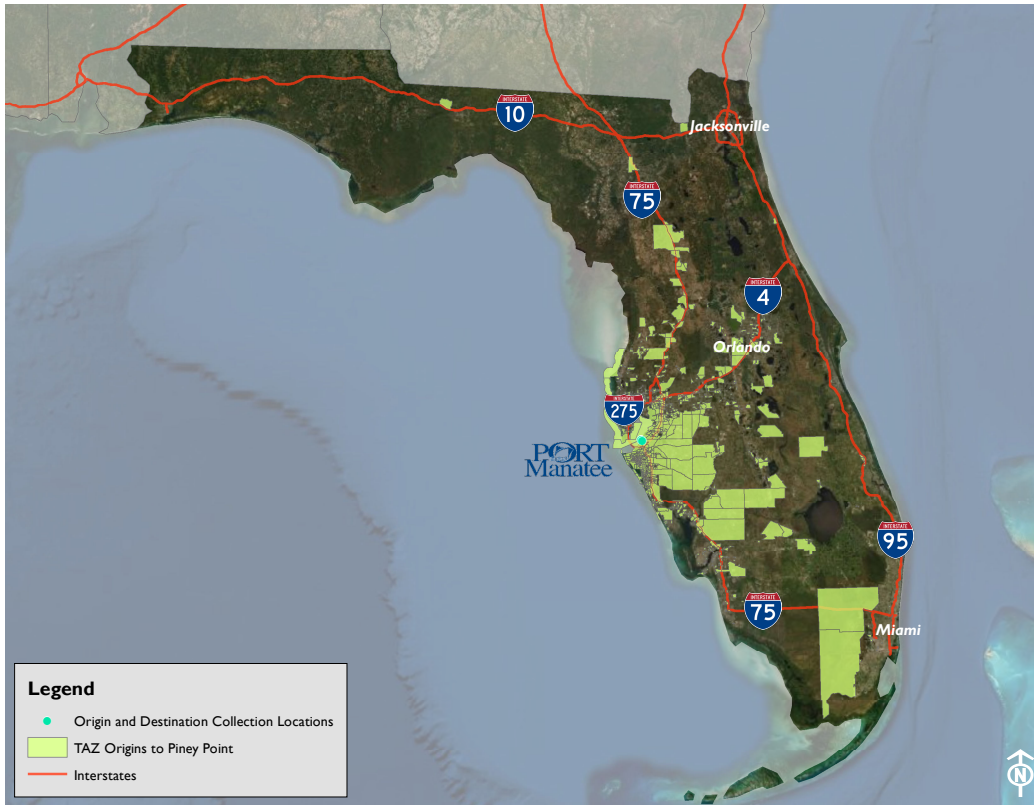 INTERSTATE
10
Jacksonville
INTERSTATE
75
INTERSTATE
4
Orlando
INTERSTATE
275
PORT
Manatee
INTERSTATE
95
INTERSTATE
75
Miami
Legend
Origin and Destination Collection Locations
TAZ Origins to Piney Point
Interstates
N